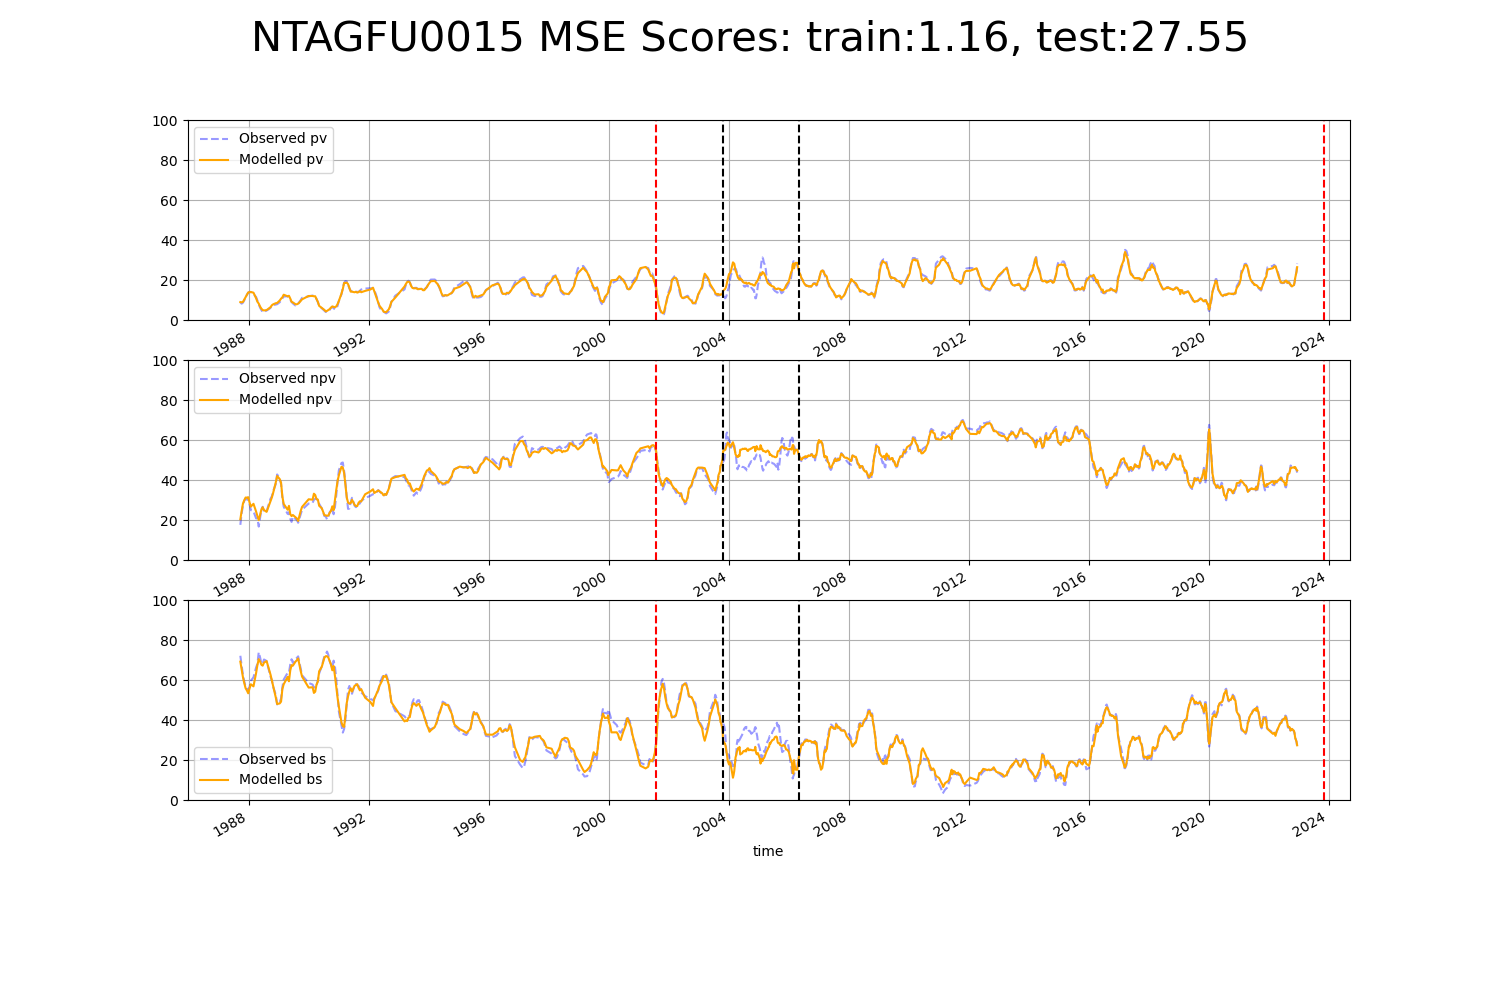 NTAGFU0015 MSE Scores: train:1.16, test:27.55
100
80
60
40
20
0
Observed pv
Modelled pv
1988 1992 1996 2000 2004 2008 2012 2016 2020 2024
100
80
60
40
20
0
Observed npv
Modelled npv
1988 1992 1996 2000 2004 2008 2012 2016 2020 2024
100
80
60
40
20
0
Observed bs
Modelled bs
1988 1992 1996 2000 2004 2008 2012 2016 2020 2024
time